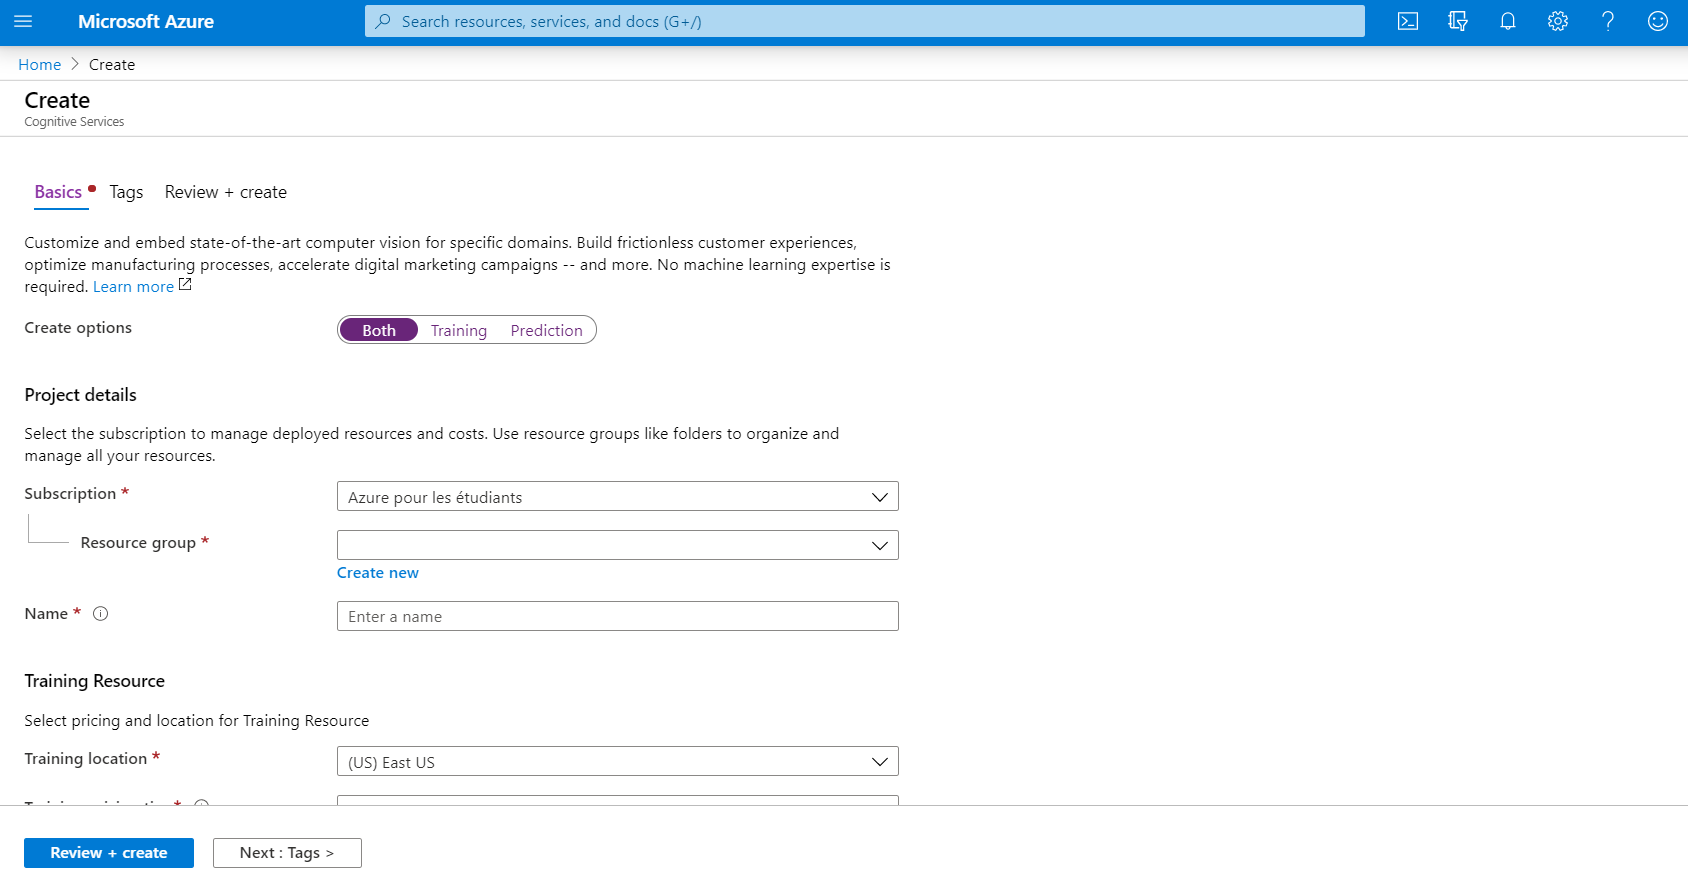 Microsoft Azure
Search resources, services, and docs (G+/)
Home > Create
Create
Cognitive Services
Basics Tags Review + create
Customize and embed state-of-the-art computer vision for specific domains. Build frictionless customer experiences,
optimize manufacturing processes, accelerate digital marketing campaigns -- and more. No machine learning expertise is
required. Learn more
Create options
Both Training Prediction
Project details
Select the subscription to manage deployed resources and costs. Use resource groups like folders to organize and
manage all your resources.
Subscription *
Azure pour les étudiants
Resource group *
Create new
Name *
Enter a name
Training Resource
Select pricing and location for Training Resource
Training location *
(US) East US
Review + create
Next : Tags >